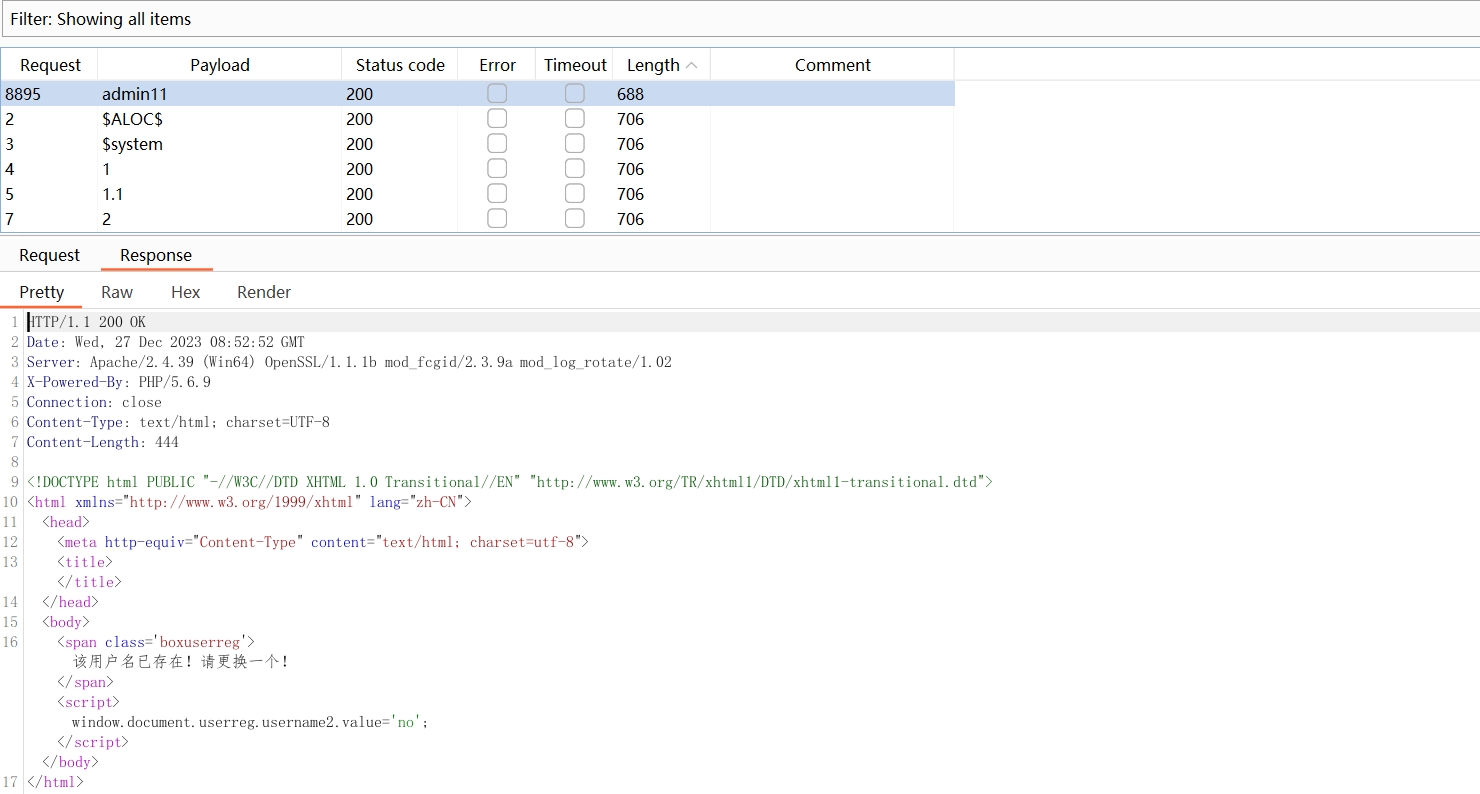 Filter: Showing all items
Request Payload Status code Error Timeout Length Comment
8895 admin11 200 688
2 $ALOC$ 200 706
3 $system 200 706
4 1 200 706
5 1.1 200 706
7 2 200 706
Request Response
Pretty Raw Hex Render
1 HTTP/1.1 200 OK
2 Date: Wed, 27 Dec 2023 08:52:52 GMT
3 Server: Apache/2.4.39 (Win64) OpenSSL/1.1.1b mod_fcgid/2.3.9a mod_log_rotate/1.02
4 X-Powered-By: PHP/5.6.9
5 Connection: close
6 Content-Type: text/html; charset=UTF-8
7 Content-Length: 444
8
9 <!DOCTYPE html PUBLIC "-//W3C//DTD XHTML 1.0 Transitional//EN" "http://www.w3.org/TR/xhtml1/DTD/xhtml1-transitional.dtd">
10 <html xmlns="http://www.w3.org/1999/xhtml" lang="zh-CN">
11 <head>
12 <meta http-equiv="Content-Type" content="text/html; charset=utf-8">
13 <title>
</title>
14 </head>
15 <body>
16 <span class='boxuserreg'>
该用户名已存在！请更换一个！
</span>
<script>
window.document.userreg.username2.value='no';
</script>
</body>
17 </html>